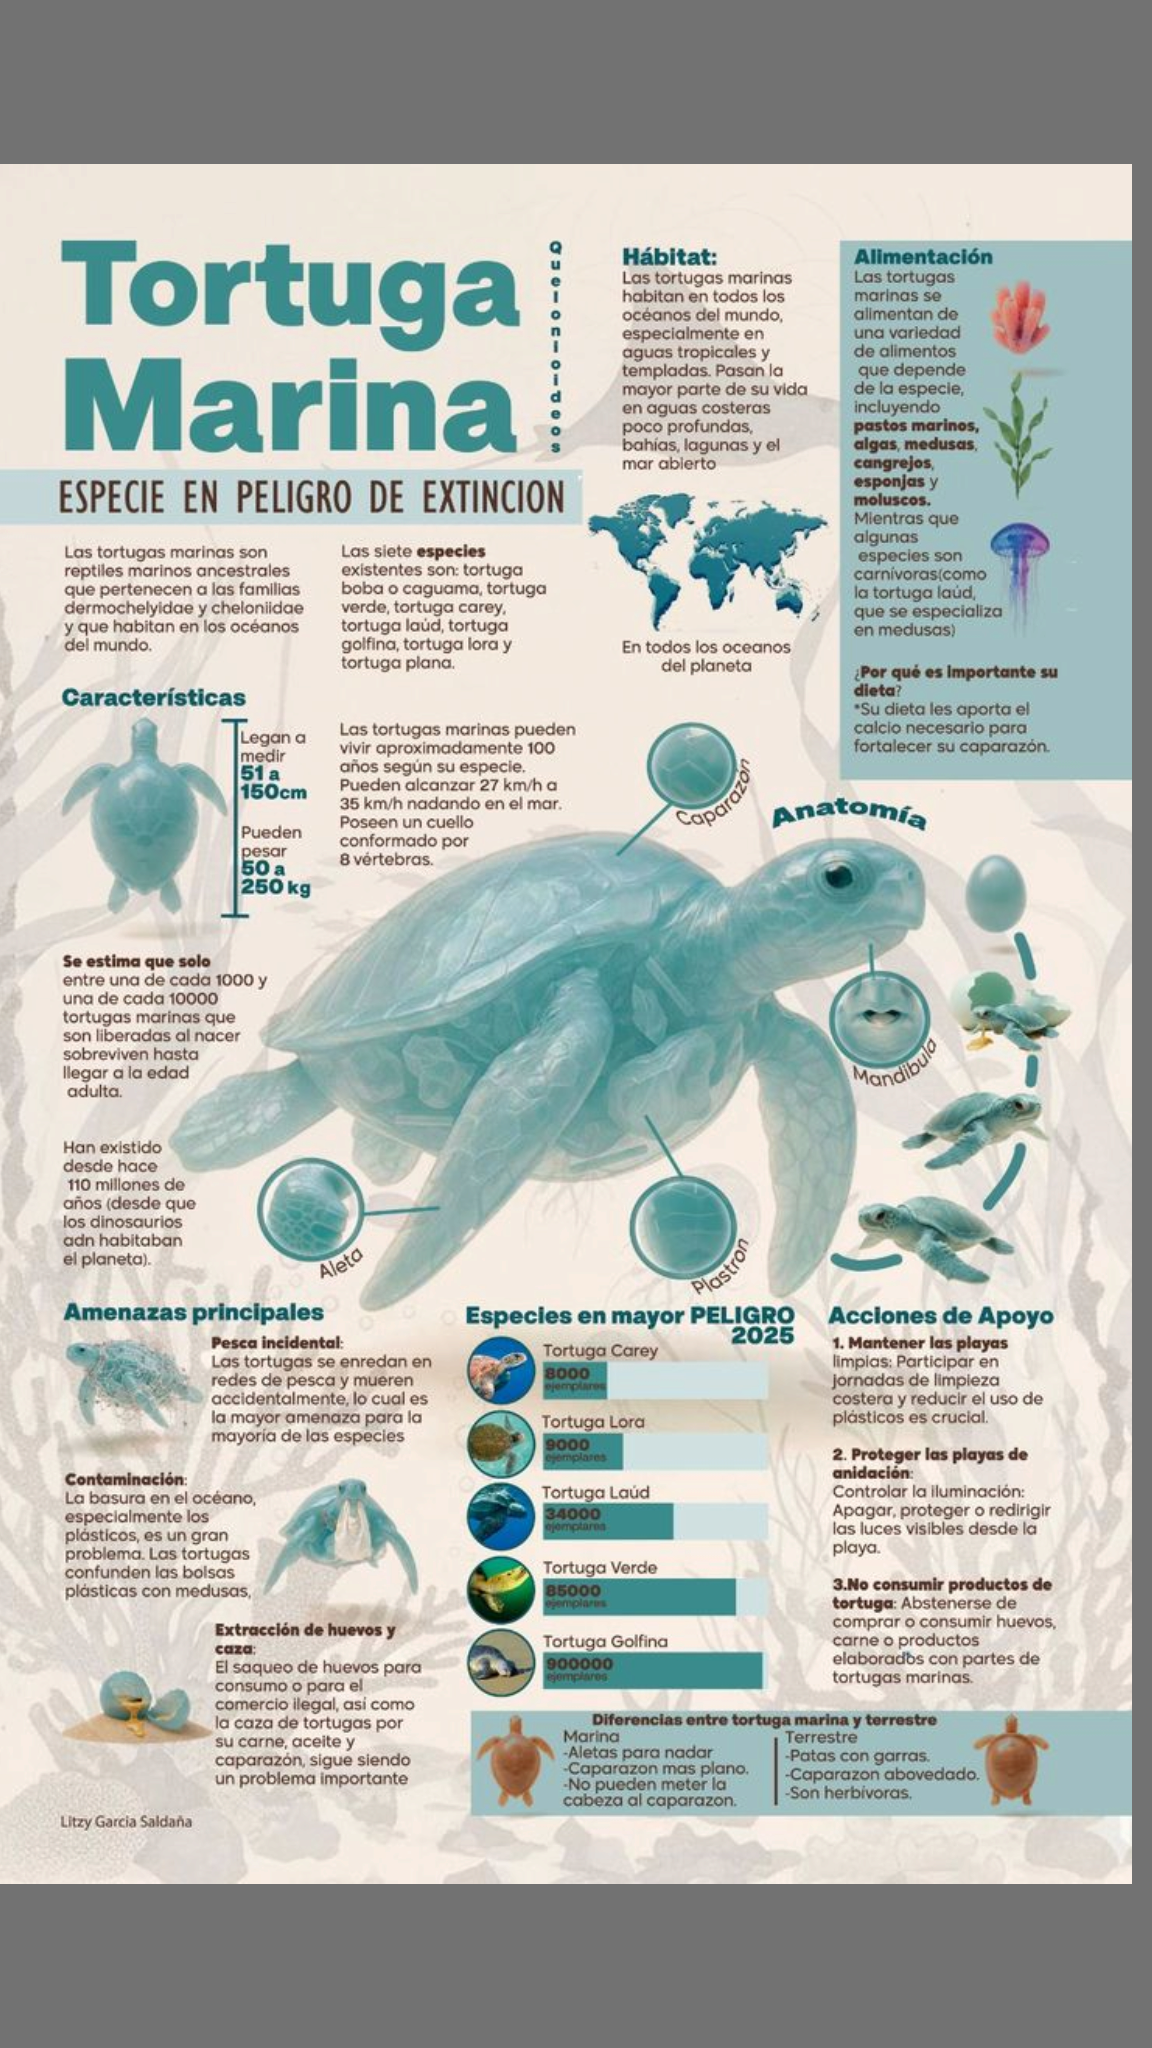 Tortuga
Marina
Quelonioideos
ESPECIE EN PELIGRO DE EXTINCION
Las tortugas marinas son
reptiles marinos ancestrales
que pertenecen a las familias
dermochelyidae y cheloniidae
y que habitan en los océanos
del mundo.
Las siete especies
existentes son: tortuga
boba o caguama, tortuga
verde, tortuga carey,
tortuga laúd, tortuga
golfina, tortuga lora y
tortuga plana.
Hábitat:
Las tortugas marinas
habitan en todos los
océanos del mundo,
especialmente en
aguas tropicales y
templadas. Pasan la
mayor parte de su vida
en aguas costeras
poco profundas,
bahías, lagunas y el
mar abierto
En todos los oceanos
del planeta
Alimentación
Las tortugas
marinas se
alimentan de
una variedad
de alimentos
que depende
de la especie,
incluyendo
pastos marinos,
algas, medusas,
cangrejos,
esponjas y
moluscos.
Mientras que
algunas
especies son
carnívoras(como
la tortuga laúd,
que se especializa
en medusas)
¿Por qué es importante su
dieta?
*Su dieta les aporta el
calcio necesario para
fortalecer su caparazón.
Características
Legan a
medir
51 a
150cm
Pueden
pesar
50 a
250 kg
Las tortugas marinas pueden
vivir aproximadamente 100
años según su especie.
Pueden alcanzar 27 km/h a
35 km/h nadando en el mar.
Poseen un cuello
conformado por
8 vértebras.
Anatomía
Caparazón
Mandibula
Plastron
Aleta
Se estima que solo
entre una de cada 1000 y
una de cada 10000
tortugas marinas que
son liberadas al nacer
sobreviven hasta
llegar a la edad
adulta.
Han existido
desde hace
110 millones de
años (desde que
los dinosaurios
adn habitaban
el planeta).
Amenazas principales
Pesca incidental:
Las tortugas se enredan en
redes de pesca y mueren
accidentalmente, lo cual es
la mayor amenaza para la
mayoría de las especies
Contaminación:
La basura en el océano,
especialmente los
plásticos, es un gran
problema. Las tortugas
confunden las bolsas
plásticas con medusas,
Extracción de huevos y
caza:
El saqueo de huevos para
consumo o para el
comercio ilegal, así como
la caza de tortugas por
su carne, aceite y
caparazón, sigue siendo
un problema importante
Especies en mayor PELIGRO
2025
Tortuga Carey
8000
ejemplares
Tortuga Lora
9000
ejemplares
Tortuga Laúd
34000
ejemplares
Tortuga Verde
85000
ejemplares
Tortuga Golfina
900000
ejemplares
Acciones de Apoyo
1. Mantener las playas
limpias: Participar en
jornadas de limpieza
costera y reducir el uso de
plásticos es crucial.
2. Proteger las playas de
anidación:
Controlar la iluminación:
Apagar, proteger o redirigir
las luces visibles desde la
playa.
3.No consumir productos de
tortuga: Abstenerse de
comprar o consumir huevos,
carne o productos
elaborados con partes de
tortugas marinas.
Diferencias entre tortuga marina y terrestre
Marina
-Aletas para nadar
-Caparazon mas plano.
-No pueden meter la
cabeza al caparazon.
Terrestre
-Patas con garras.
-Caparazon abovedado.
-Son herbívoras.
Litzy Garcia Saldaña